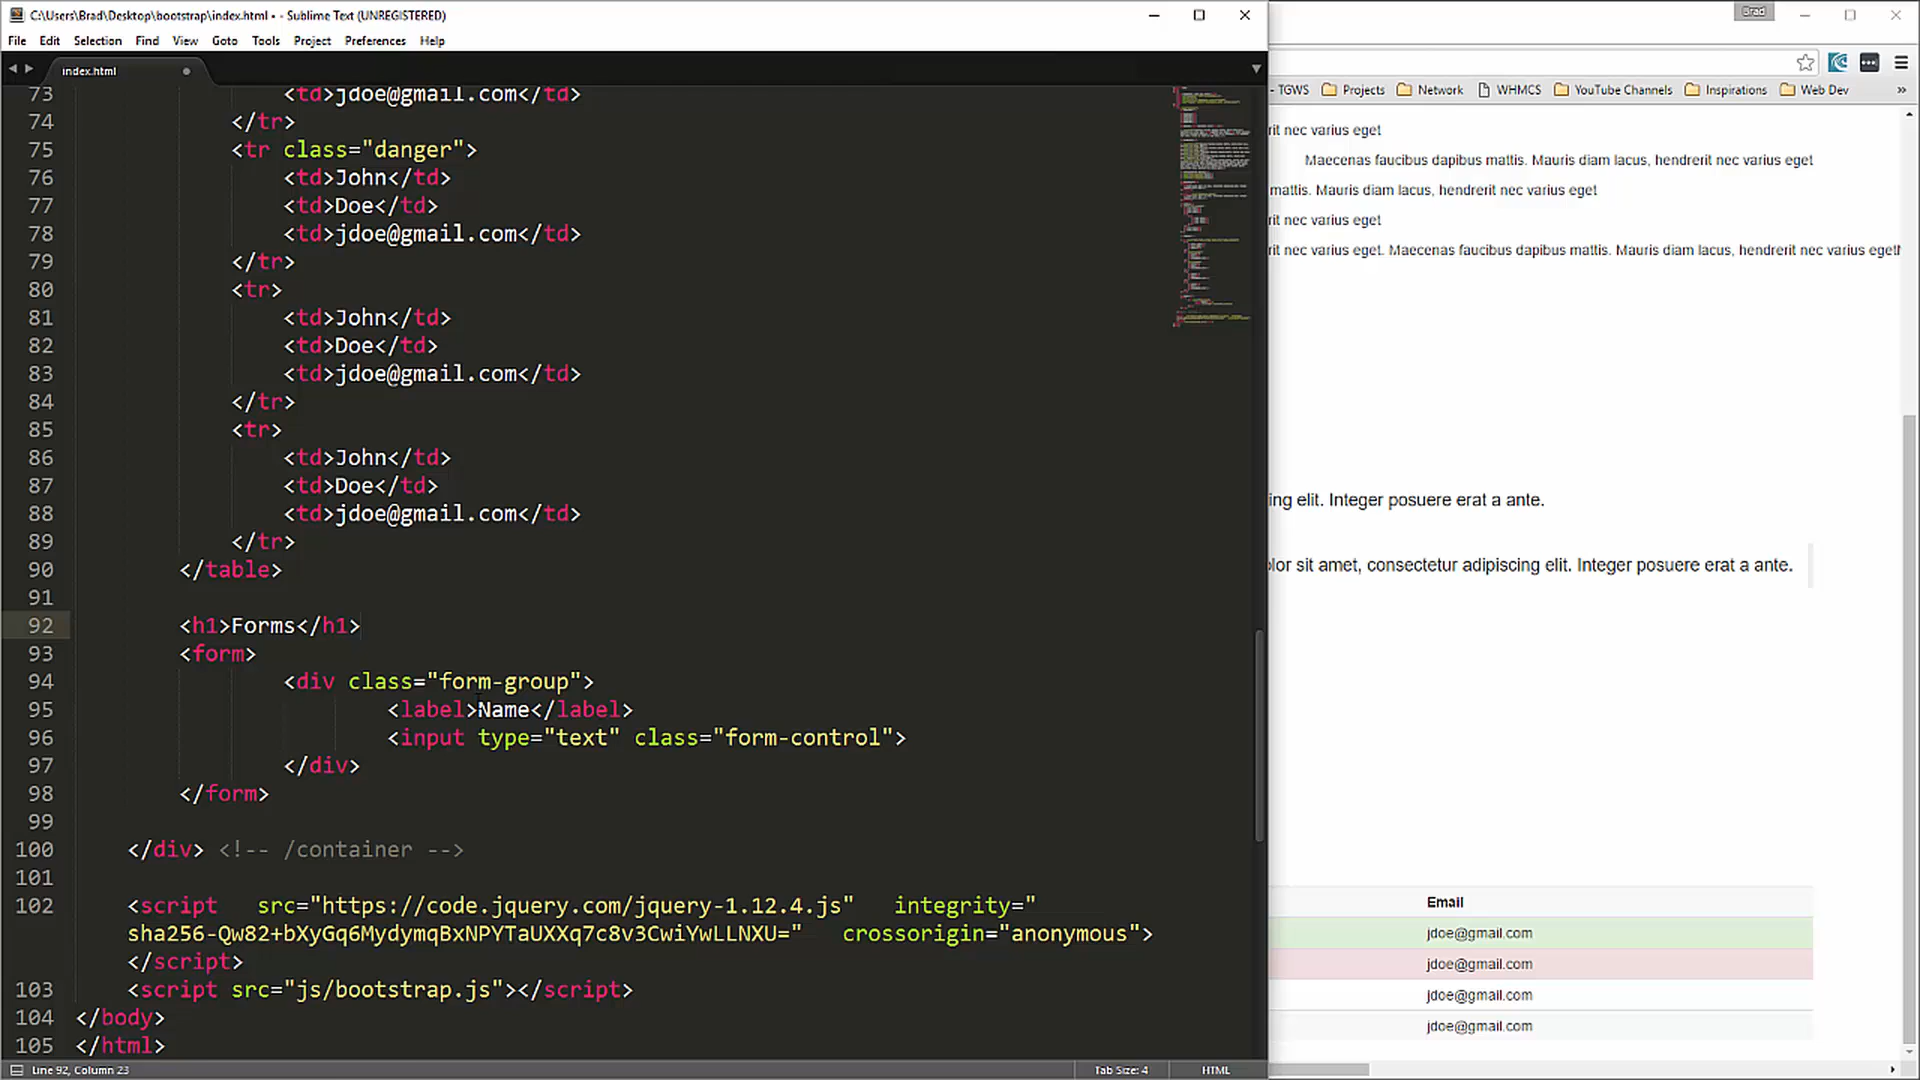 C:\Users\Brad\Desktop\bootstrap\index.html • - Sublime Text (UNREGISTERED)
Brad
File Edit Selection Find View Goto Tools Project Preferences Help
index.html
- TGWS Projects Network WHMCS YouTube Channels Inspirations Web Dev »
73 <td>jdoe@gmail.com</td>
74 </tr>
75 <tr class="danger">
76 <td>John</td>
77 <td>Doe</td>
78 <td>jdoe@gmail.com</td>
79 </tr>
80 <tr>
81 <td>John</td>
82 <td>Doe</td>
83 <td>jdoe@gmail.com</td>
84 </tr>
85 <tr>
86 <td>John</td>
87 <td>Doe</td>
88 <td>jdoe@gmail.com</td>
89 </tr>
90 </table>
91
92 <h1>Forms</h1>
93 <form>
94 <div class="form-group">
95 <label>Name</label>
96 <input type="text" class="form-control">
97 </div>
98 </form>
99
100 </div> <!-- /container -->
101
102 <script src="https://code.jquery.com/jquery-1.12.4.js" integrity="
sha256-Qw82+bXyGq6MydymqBxNPYTaUXXq7c8v3CwiYwLLNXU=" crossorigin="anonymous">
</script>
103 <script src="js/bootstrap.js"></script>
104 </body>
105 </html>
Line 92, Column 23
Tab Size: 4
HTML
rit nec varius eget
Maecenas faucibus dapibus mattis. Mauris diam lacus, hendrerit nec varius eget
mattis. Mauris diam lacus, hendrerit nec varius eget
rit nec varius eget
rit nec varius eget. Maecenas faucibus dapibus mattis. Mauris diam lacus, hendrerit nec varius eget
ing elit. Integer posuere erat a ante.
lor sit amet, consectetur adipiscing elit. Integer posuere erat a ante.
Email
jdoe@gmail.com
jdoe@gmail.com
jdoe@gmail.com
jdoe@gmail.com